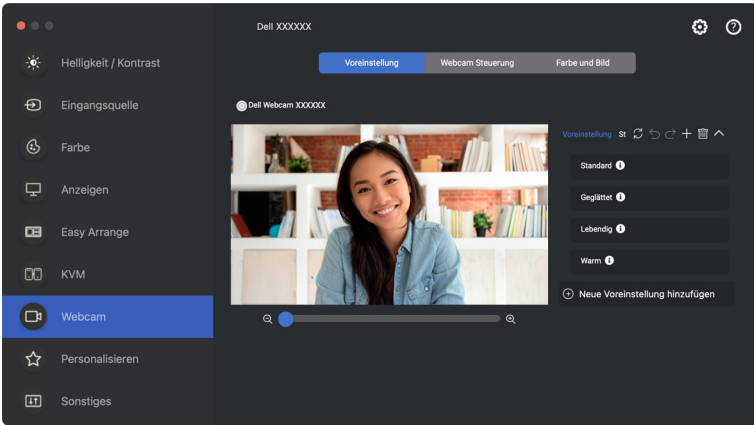 Dell XXXXXX
Helligkeit / Kontrast
Eingangsquelle
Farbe
Anzeigen
Easy Arrange
KVM
Webcam
Personalisieren
Sonstiges
Voreinstellung
Webcam Steuerung
Farbe und Bild
Dell Webcam XXXXXX
Voreinstellung St
Standard
Geglättet
Lebendig
Warm
Neue Voreinstellung hinzufügen